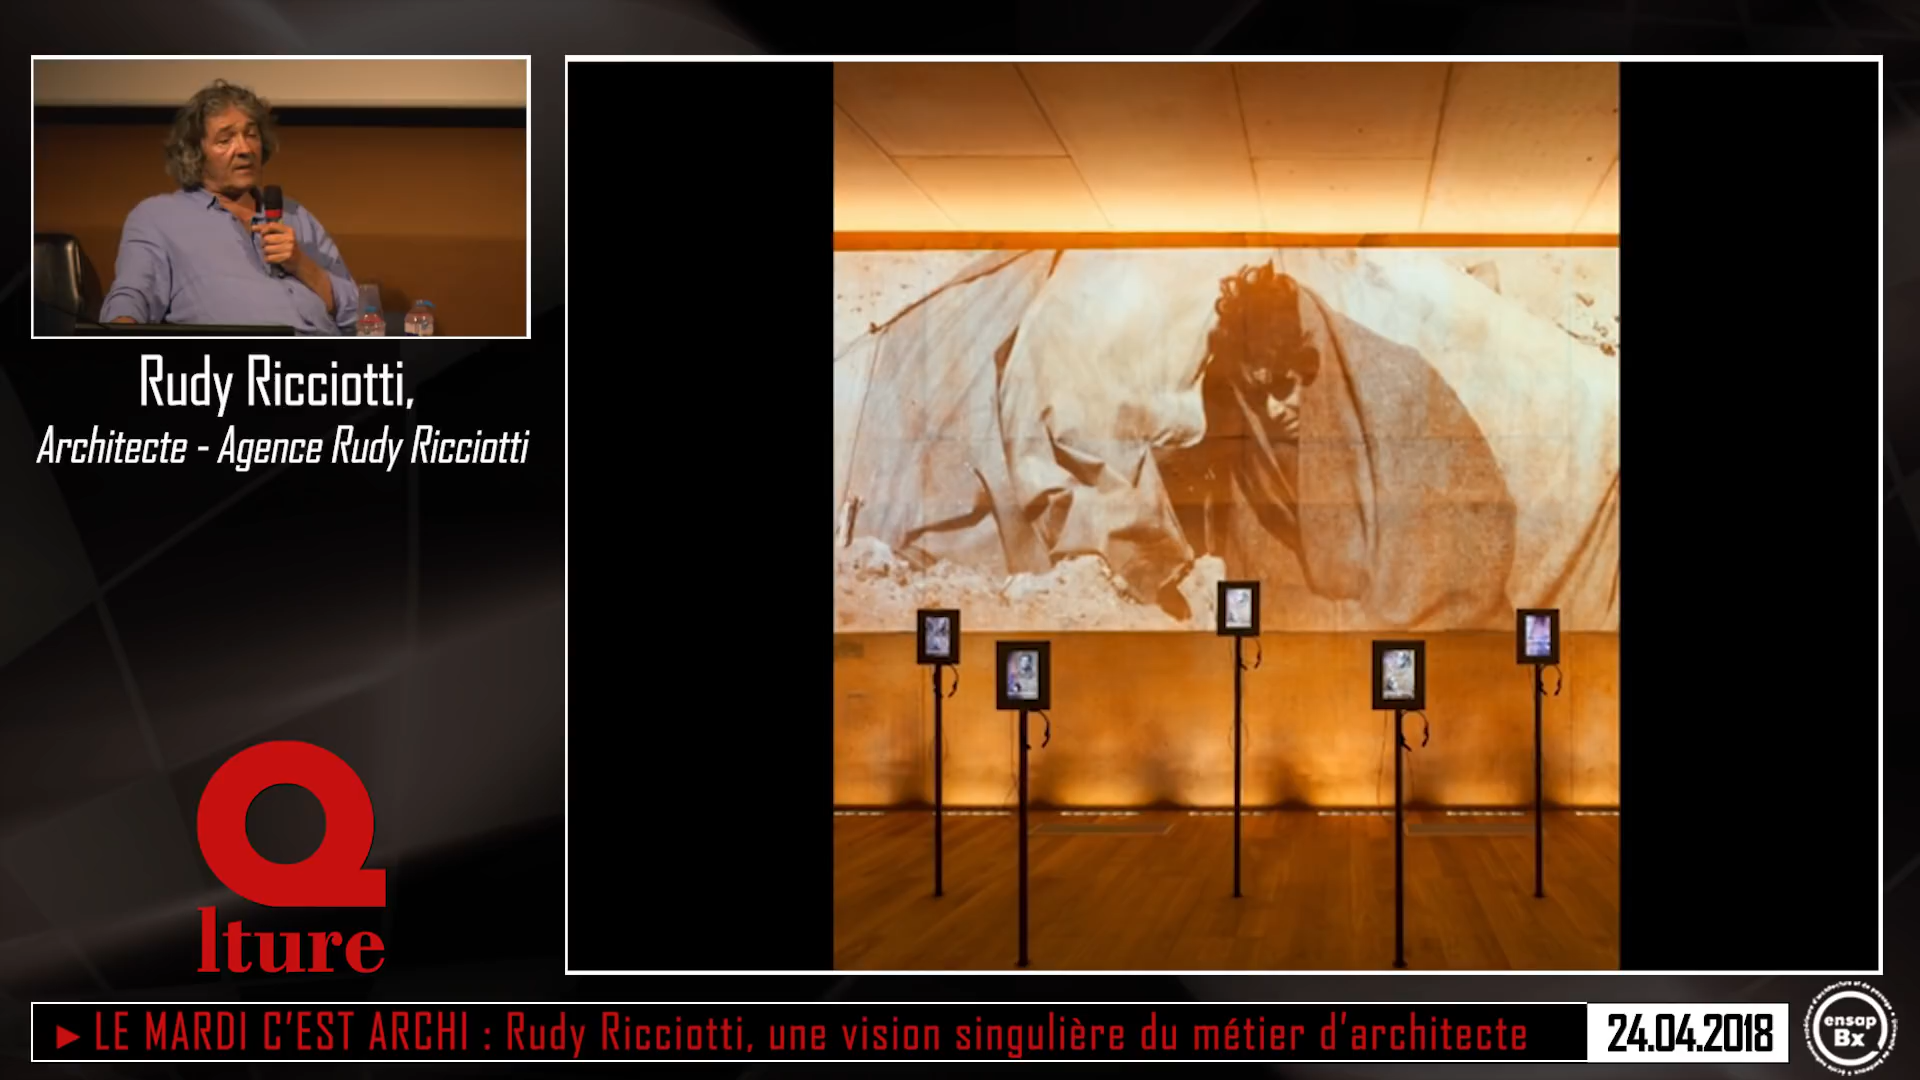 Rudy Ricciotti,
Architecte - Agence Rudy Ricciotti
Q
lture
► LE MARDI C'EST ARCHI : Rudy Ricciotti, une vision singulière du métier d'architecte
24.04.2018
ensap
Bx